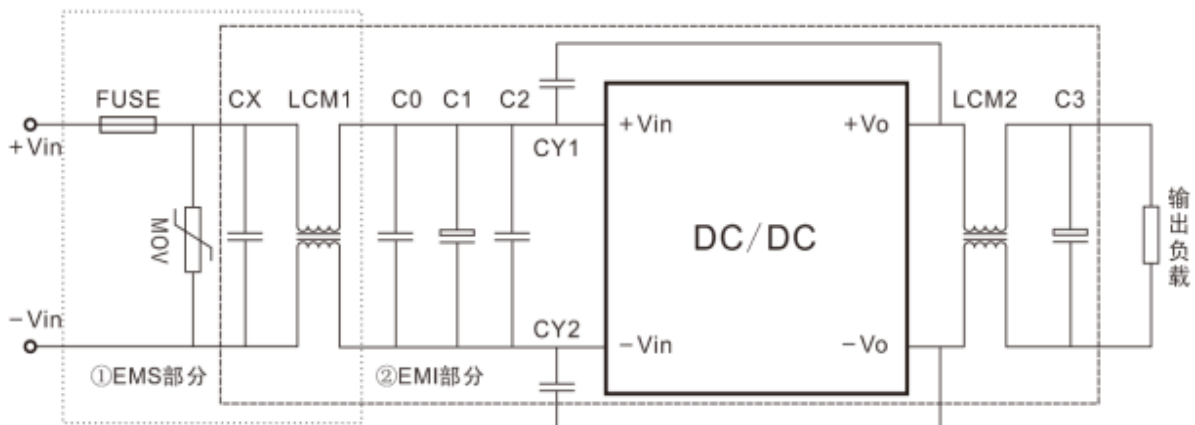 FUSE
CX
LCM1
C0
C1
C2
LCM2
C3
+Vin
CY1
+Vin
+Vo
MOV
DC/DC
输出负载
-Vin
CY2
-Vin
-Vo
①EMS部分
②EMI部分